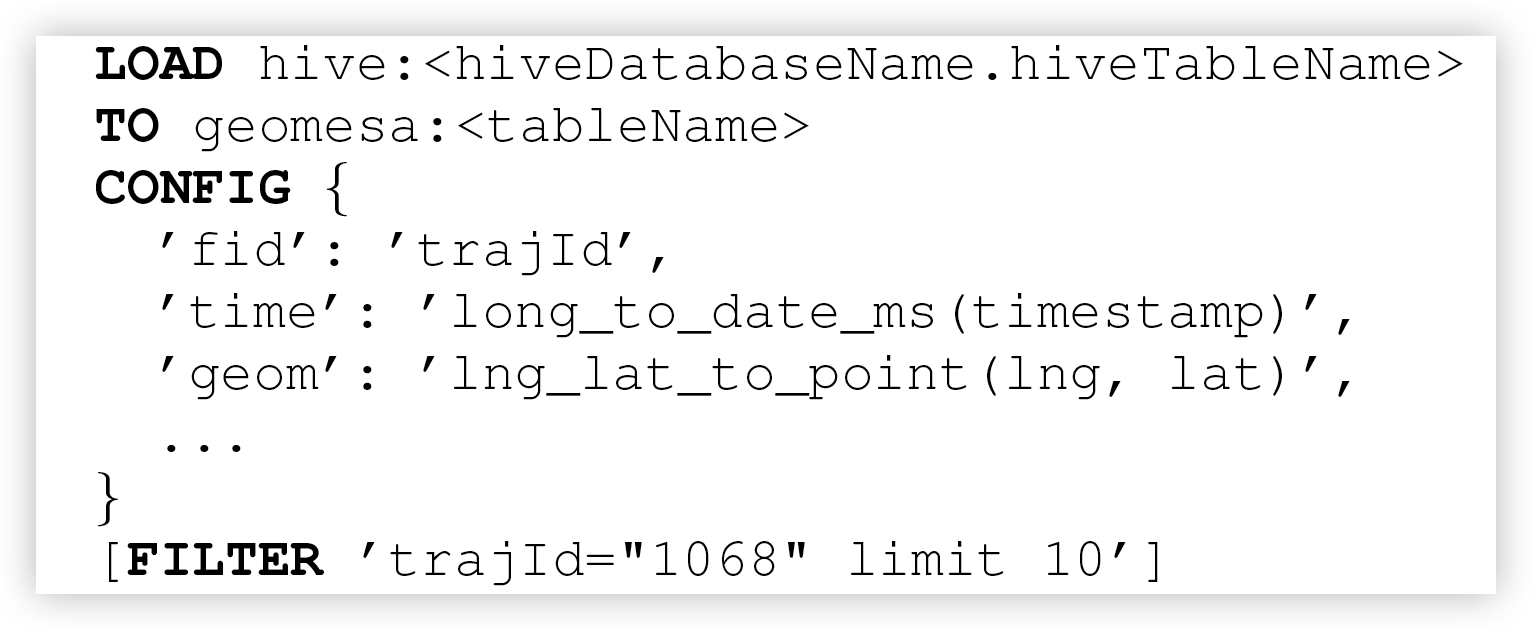 LOAD hive:<hiveDatabaseName.hiveTableName>
TO geomesa:<tableName>
CONFIG {
  ′fid′: ′trajId′,
  ′time′: ′long_to_date_ms(timestamp)′,
  ′geom′: ′lng_lat_to_point(lng, lat)′,
  ...
}
[FILTER ′trajId="1068" limit 10′]